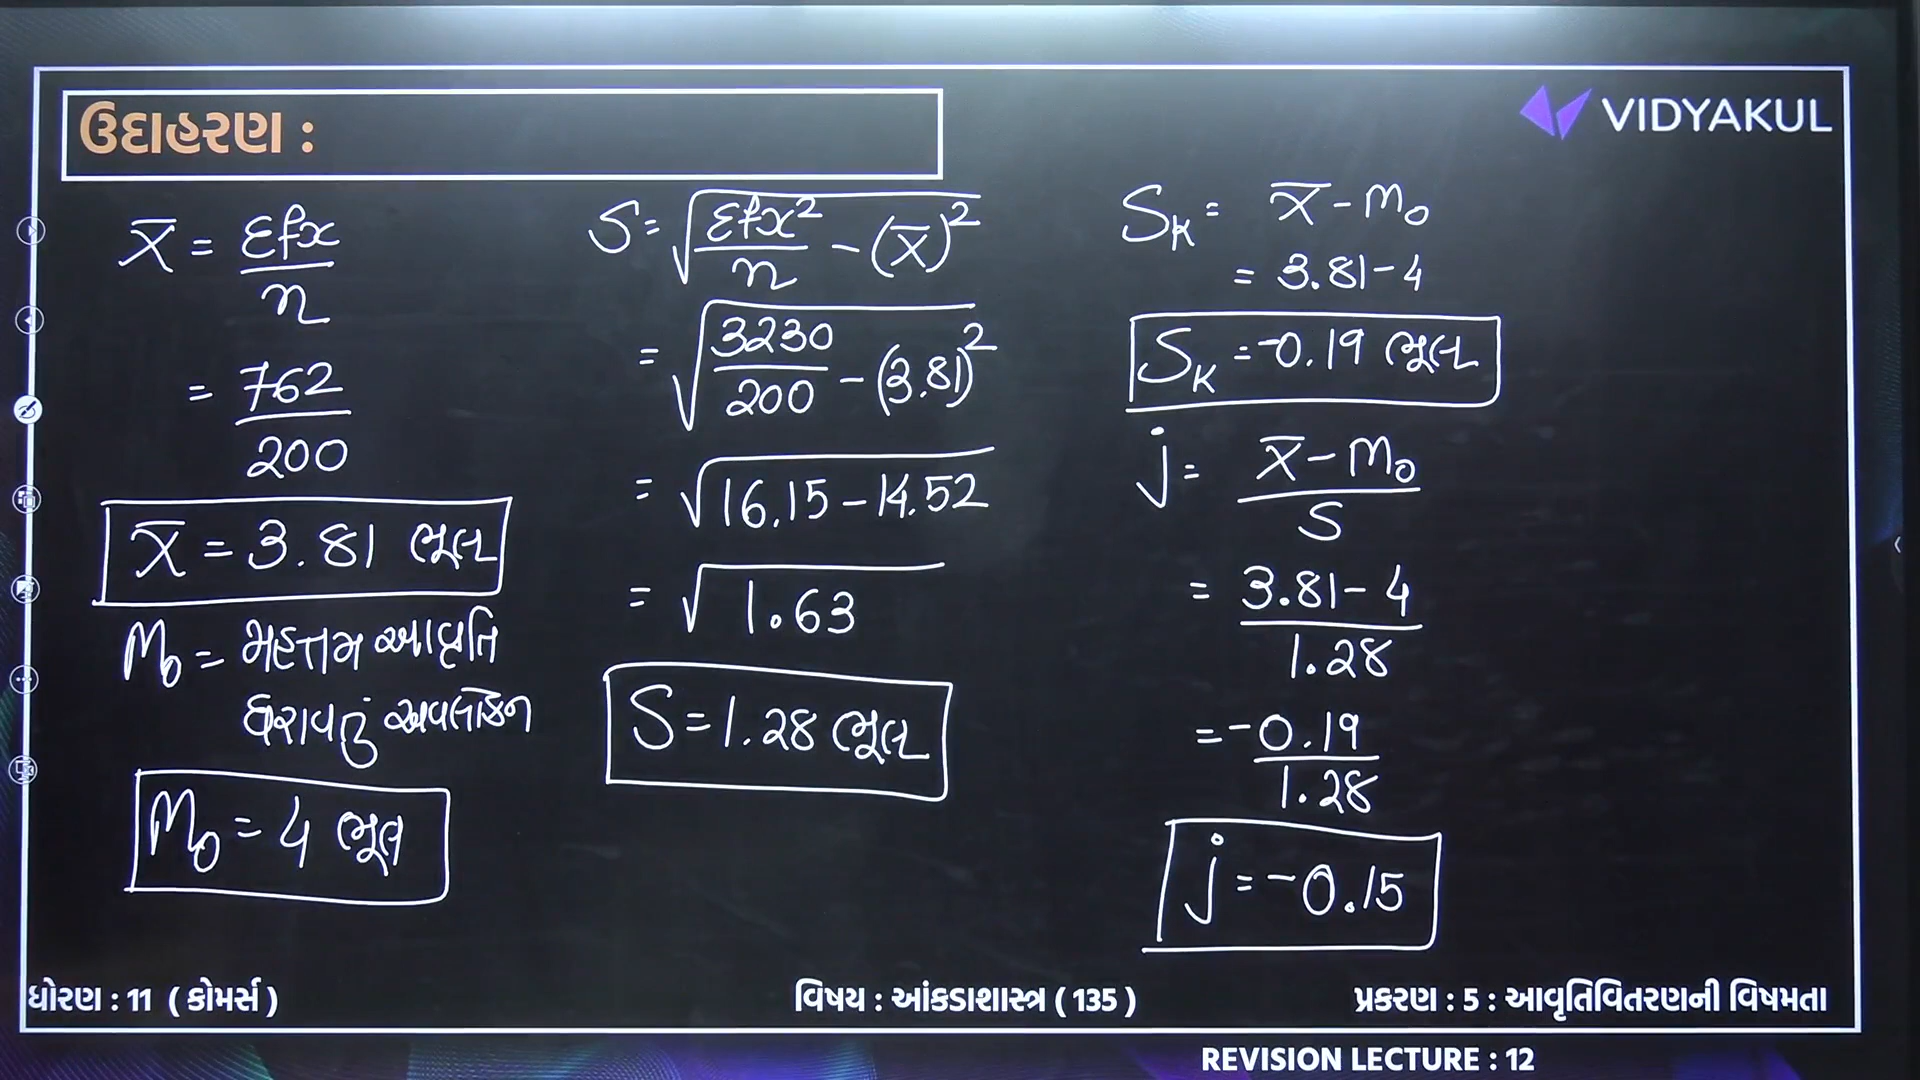 ઉદાહરણ :
VIDYAKUL
x̄ = Σfx / n
= 762 / 200
x̄ = 3.81 ભૂલ
M₀ = મહત્તમ આવૃતિ
ધરાવતું અવલોકન
M₀ = 4 ભૂલ
S = √(Σfx² / n − (x̄)²)
= √(3230 / 200 − (3.81)²)
= √(16.15 − 14.52)
= √1.63
S = 1.28 ભૂલ
Sₖ = x̄ − M₀
= 3.81 − 4
Sₖ = −0.19 ભૂલ
j = (x̄ − M₀) / S
= (3.81 − 4) / 1.28
= −0.19 / 1.28
j = −0.15
ધોરણ : 11 ( કોમર્સ )
વિષય : આંકડાશાસ્ત્ર ( 135 )
પ્રકરણ : 5 : આવૃતિવિતરણની વિષમતા
REVISION LECTURE : 12